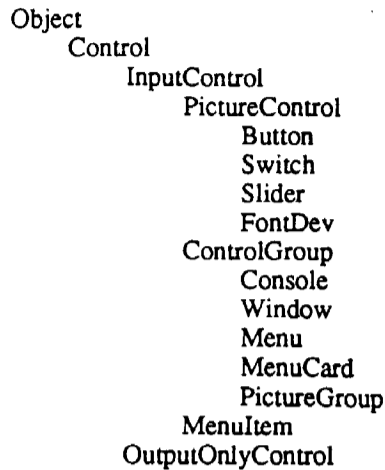 Object
Control
InputControl
PictureControl
Button
Switch
Slider
FontDev
ControlGroup
Console
Window
Menu
MenuCard
PictureGroup
MenuItem
OutputOnlyControl